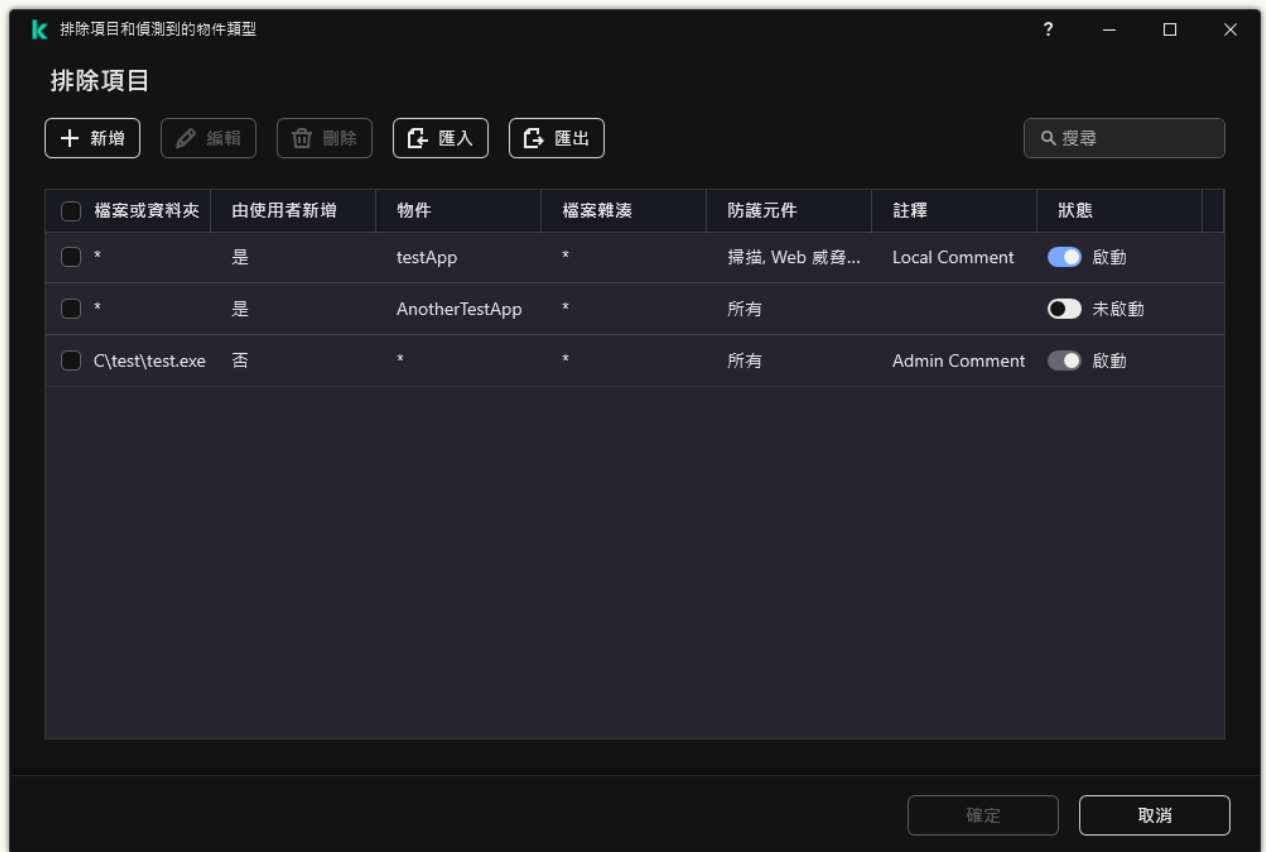 排除項目和偵測到的物件類型 ?
排除項目
新增 編輯 刪除 匯入 匯出 搜尋
檔案或資料夾 由使用者新增 物件 檔案雜湊 防護元件 註釋 狀態
* 是 testApp * 掃描, Web 威脅... Local Comment 啟動
* 是 AnotherTestApp * 所有 未啟動
C\test\test.exe 否 * * 所有 Admin Comment 啟動
確定 取消